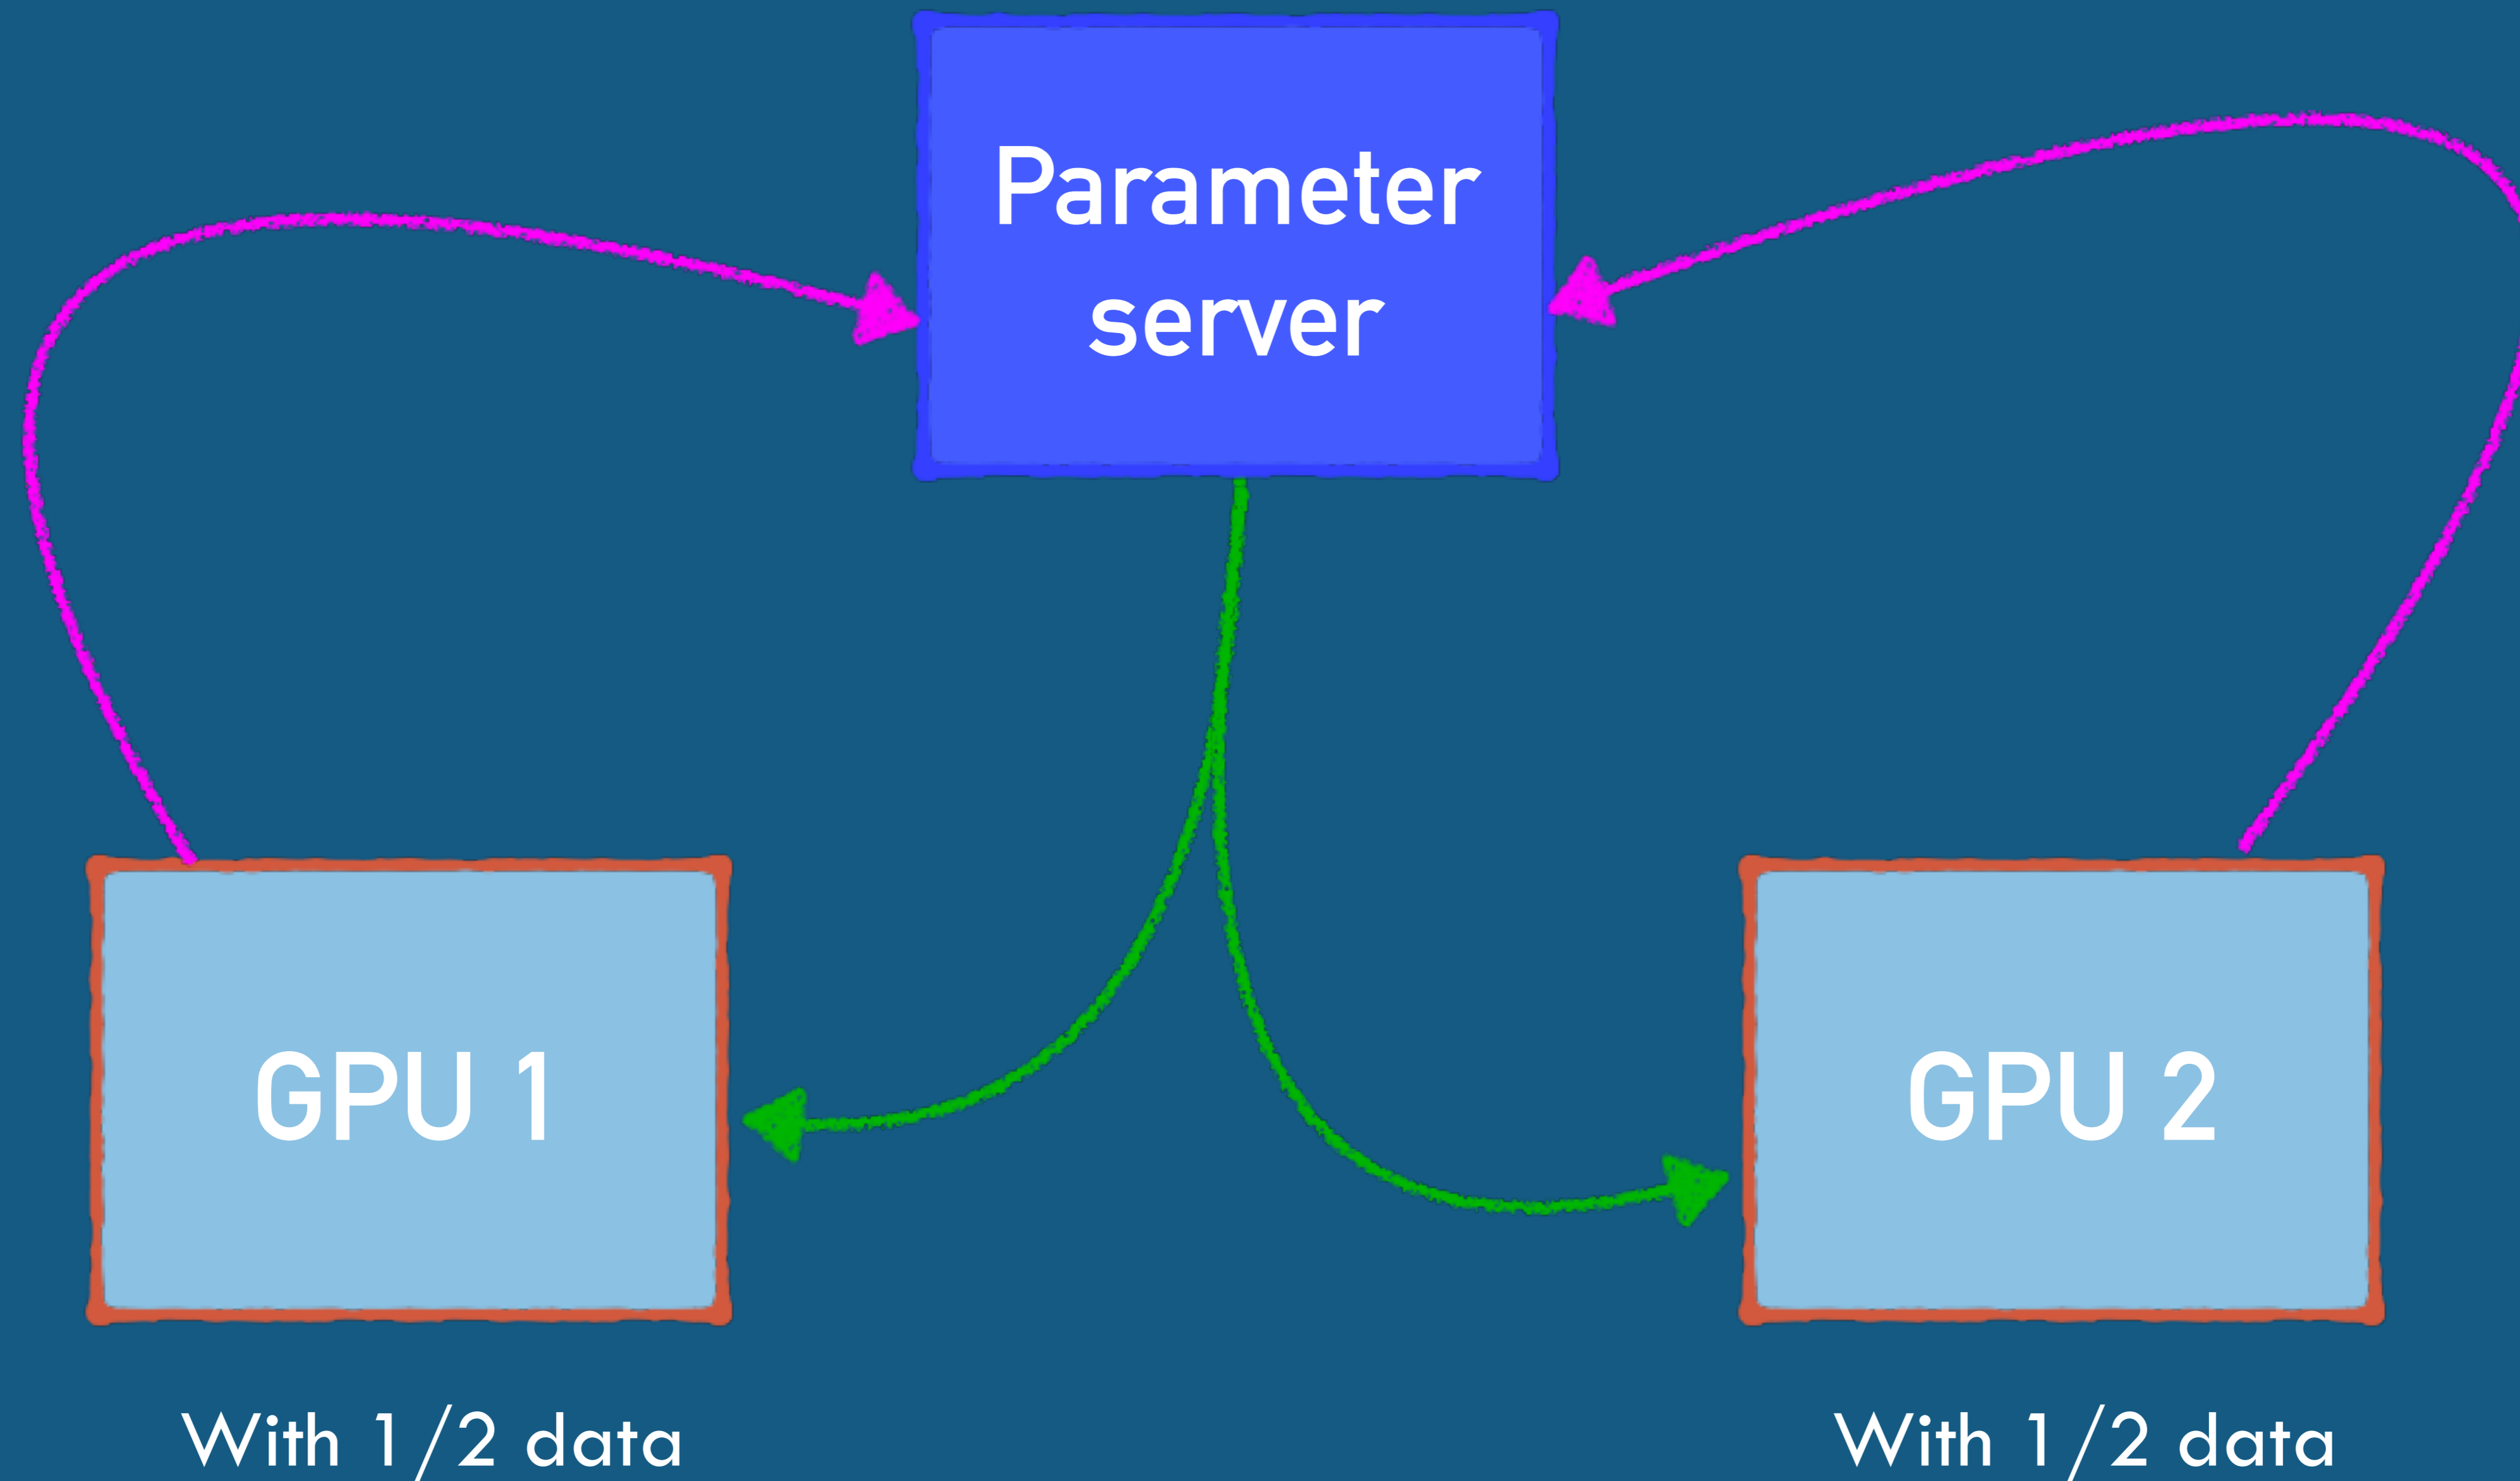 Parameter
server
GPU 1
GPU 2
With 1/2 data
With 1/2 data